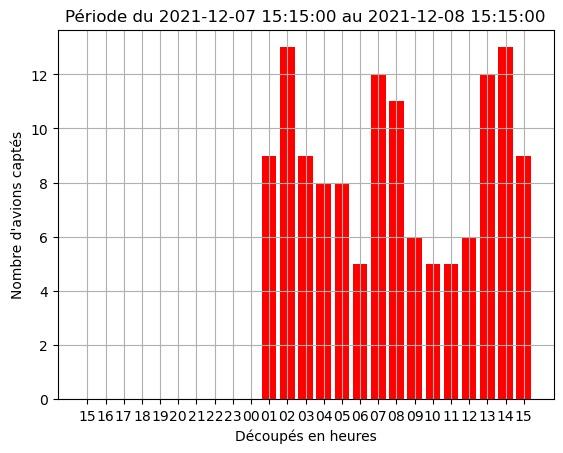 Période du 2021-12-07 15:15:00 au 2021-12-08 15:15:00
Nombre d'avions captés
12
10
8
6
4
2
0
15 16 17 18 19 20 21 22 23 00 01 02 03 04 05 06 07 08 09 10 11 12 13 14 15
Découpés en heures